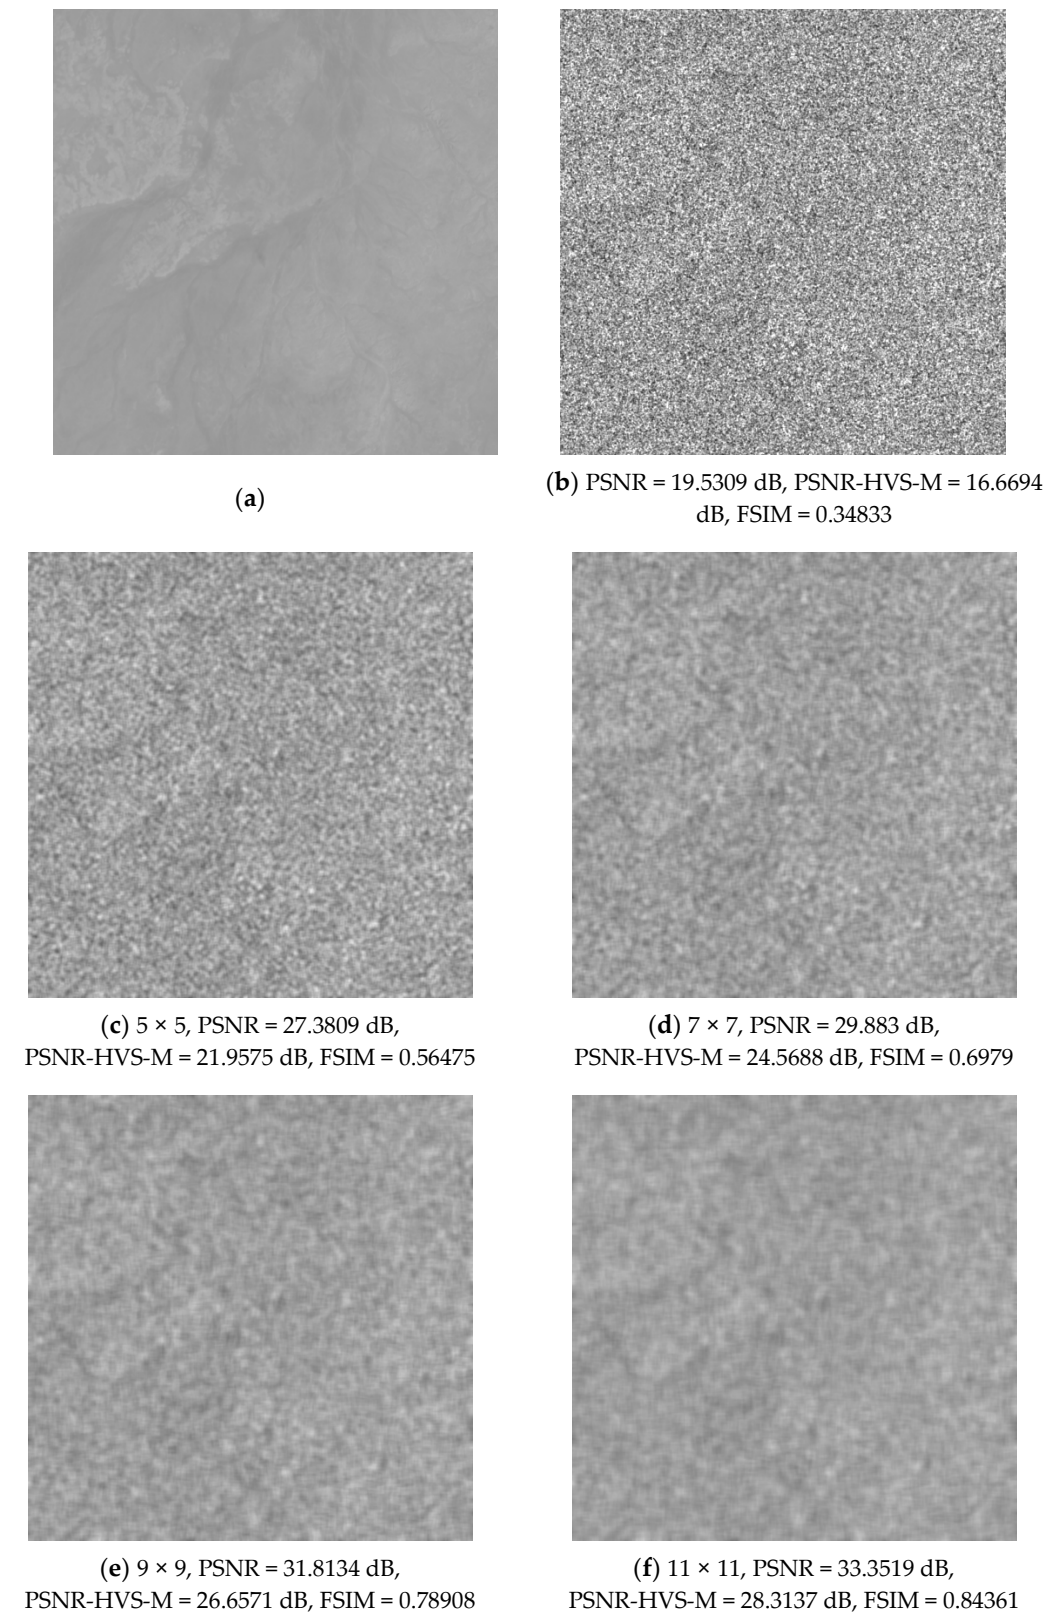 (a)
(b) PSNR = 19.5309 dB, PSNR-HVS-M = 16.6694
dB, FSIM = 0.34833
(c) 5 × 5, PSNR = 27.3809 dB,
PSNR-HVS-M = 21.9575 dB, FSIM = 0.56475
(d) 7 × 7, PSNR = 29.883 dB,
PSNR-HVS-M = 24.5688 dB, FSIM = 0.6979
(e) 9 × 9, PSNR = 31.8134 dB,
PSNR-HVS-M = 26.6571 dB, FSIM = 0.78908
(f) 11 × 11, PSNR = 33.3519 dB,
PSNR-HVS-M = 28.3137 dB, FSIM = 0.84361